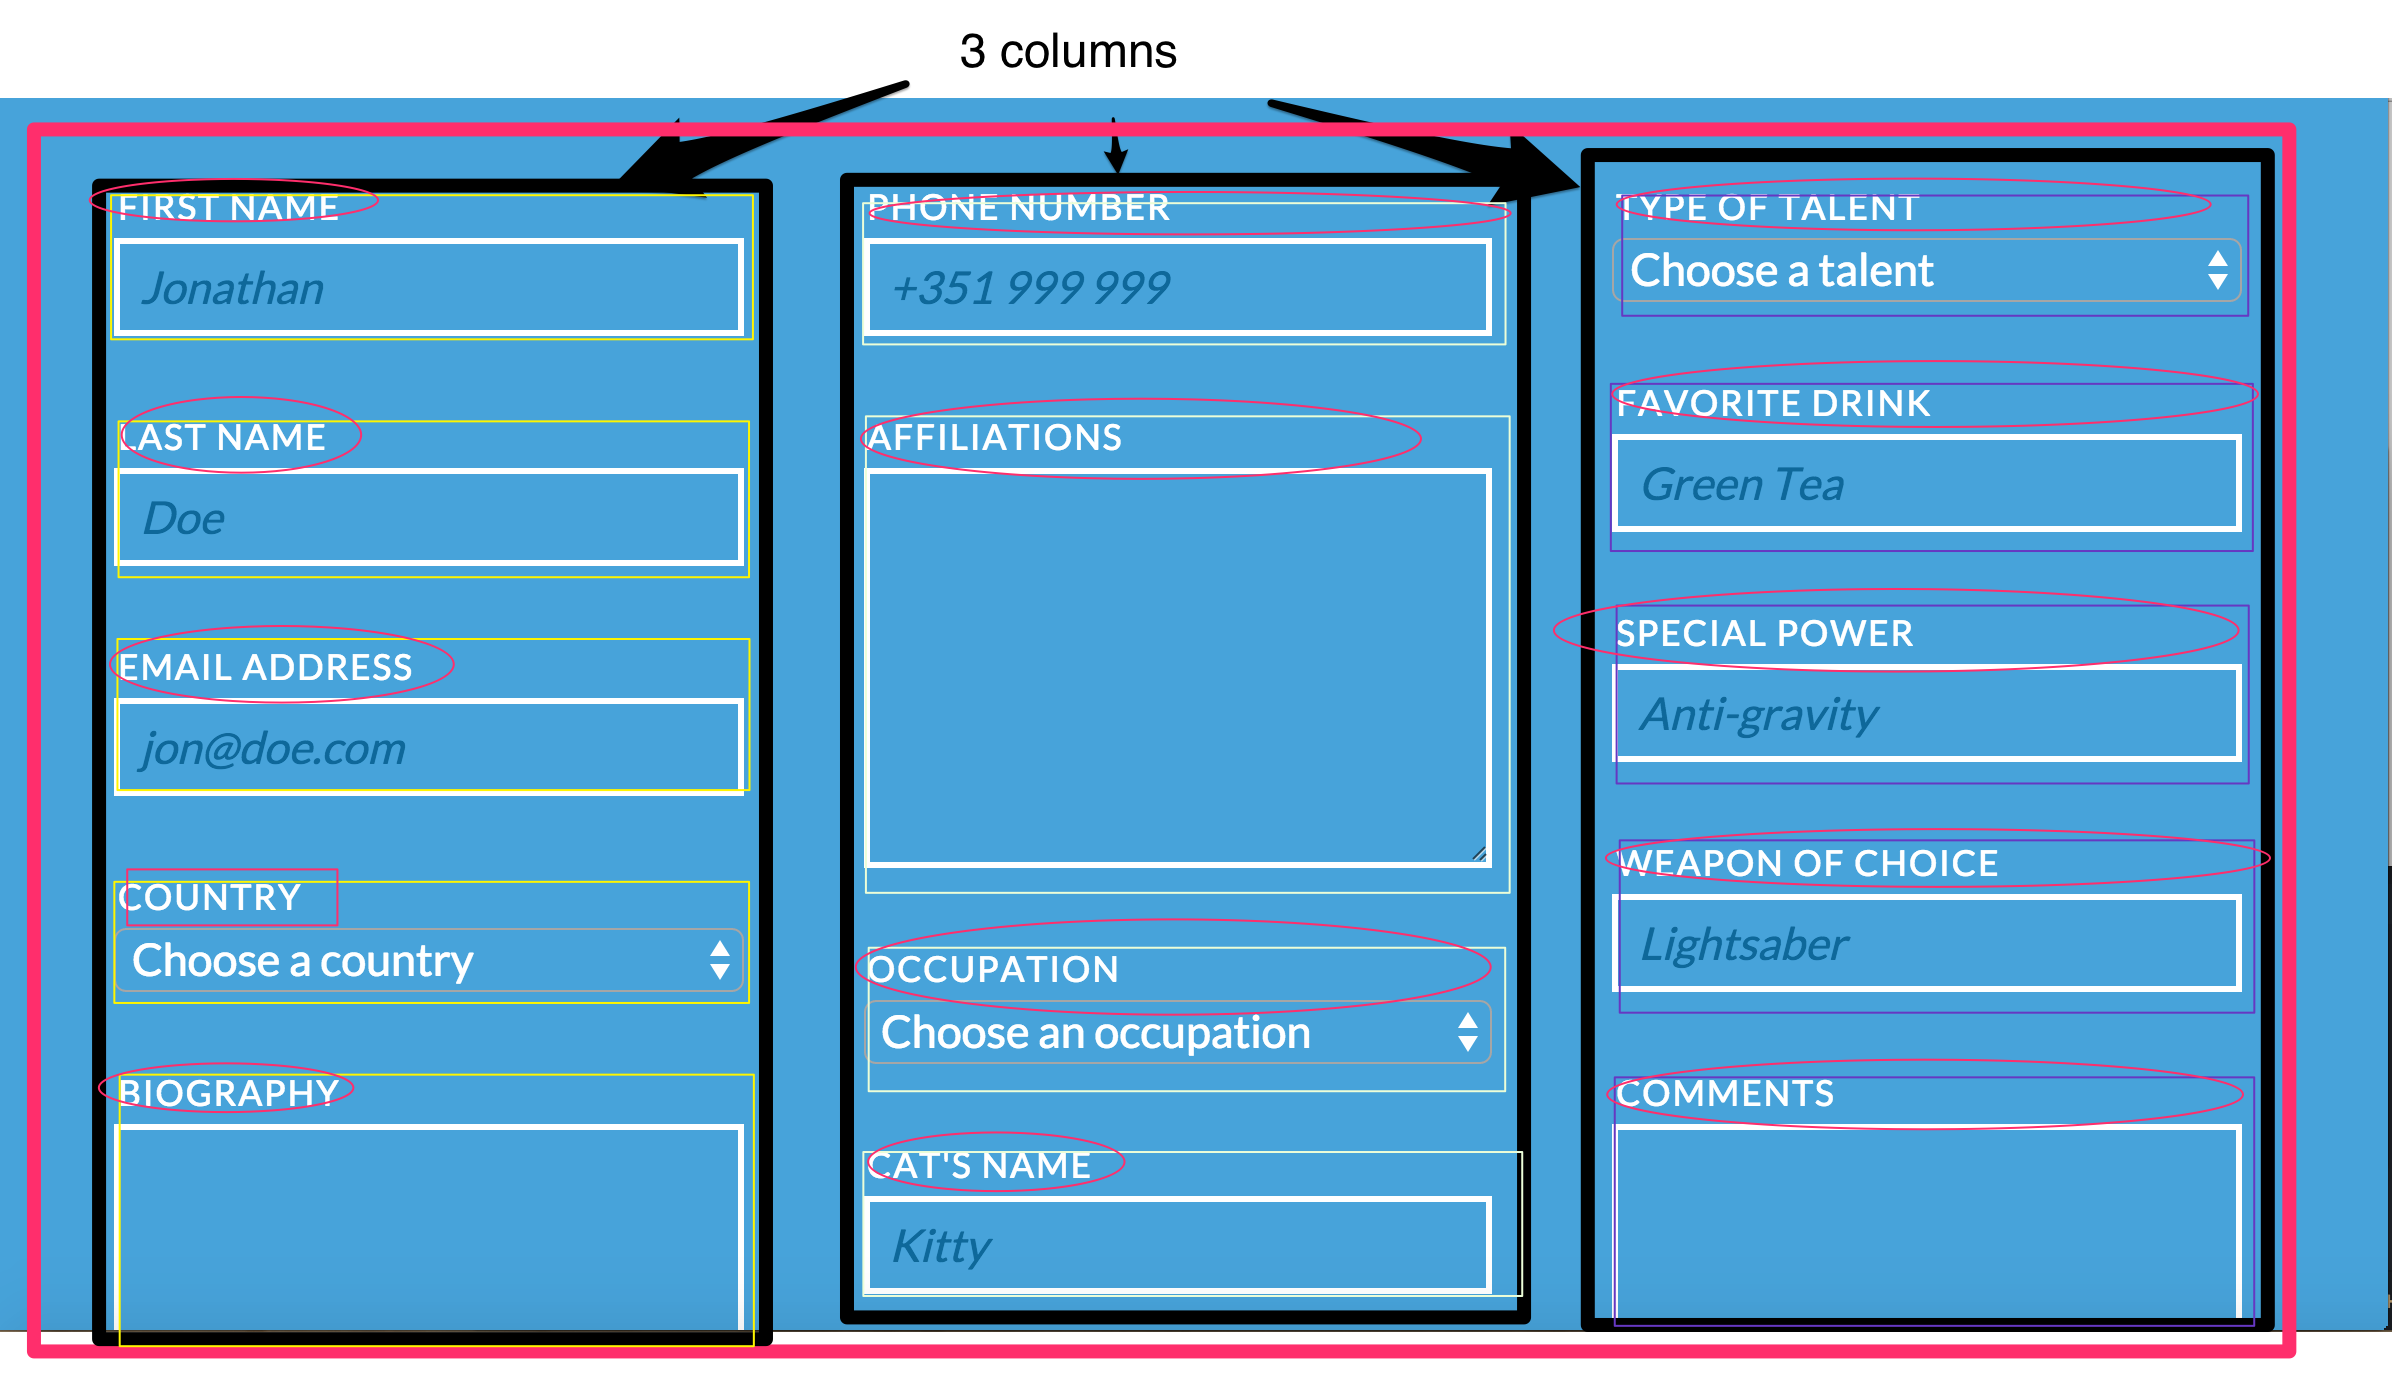 3 columns
FIRST NAME
Jonathan
LAST NAME
Doe
EMAIL ADDRESS
jon@doe.com
COUNTRY
Choose a country
BIOGRAPHY
PHONE NUMBER
+351 999 999
AFFILIATIONS
OCCUPATION
Choose an occupation
CAT'S NAME
Kitty
TYPE OF TALENT
Choose a talent
FAVORITE DRINK
Green Tea
SPECIAL POWER
Anti-gravity
WEAPON OF CHOICE
Lightsaber
COMMENTS